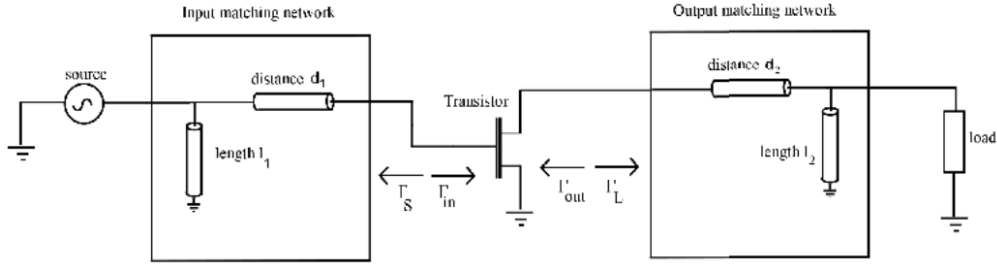 Input matching network
Output matching network
source
distance d1
distance d2
Transistor
length l1
length l2
load
ΓS
Γin
Γout
ΓL